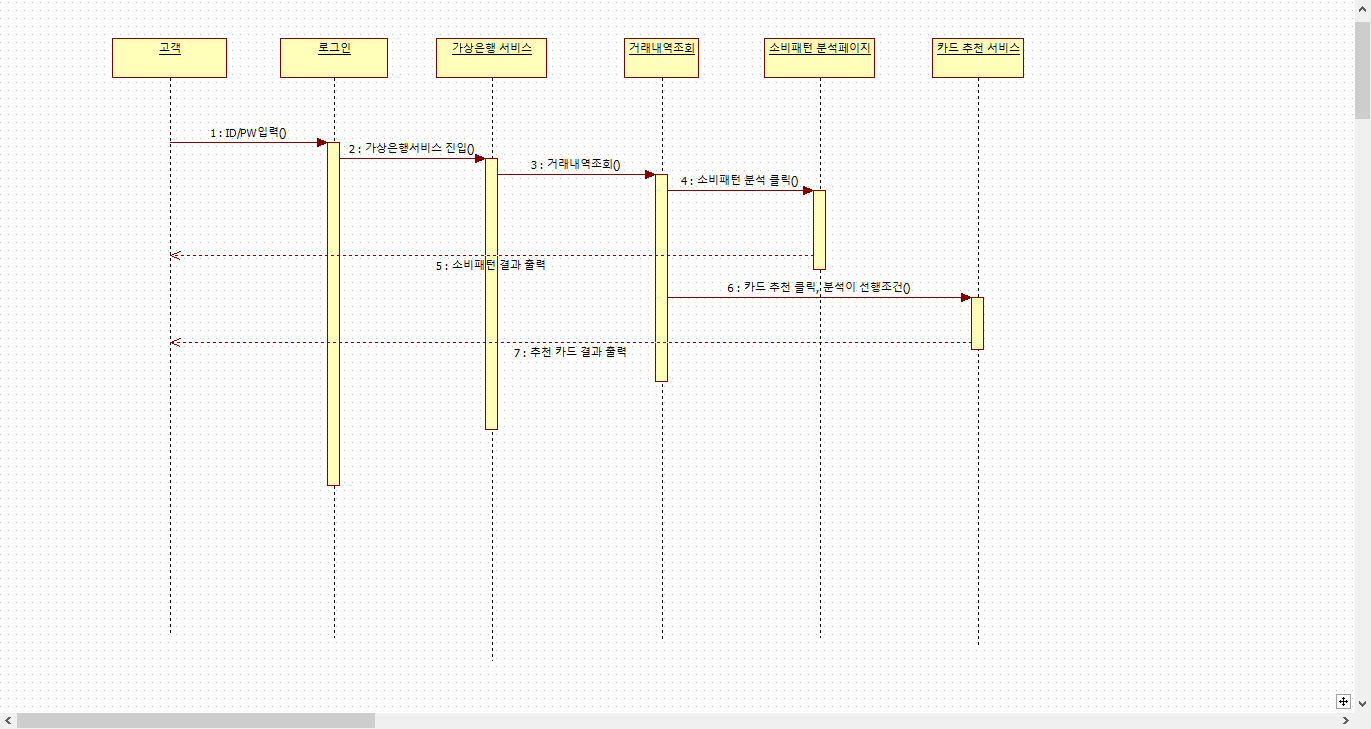 고객
로그인
가상은행 서비스
거래내역조회
소비패턴 분석페이지
카드 추천 서비스
1 : ID/PW입력()
2 : 가상은행서비스 진입()
3 : 거래내역조회()
4 : 소비패턴 분석 클릭()
5 : 소비패턴 결과 출력
6 : 카드 추천 클릭, 분석이 선행조건()
7 : 추천 카드 결과 출력